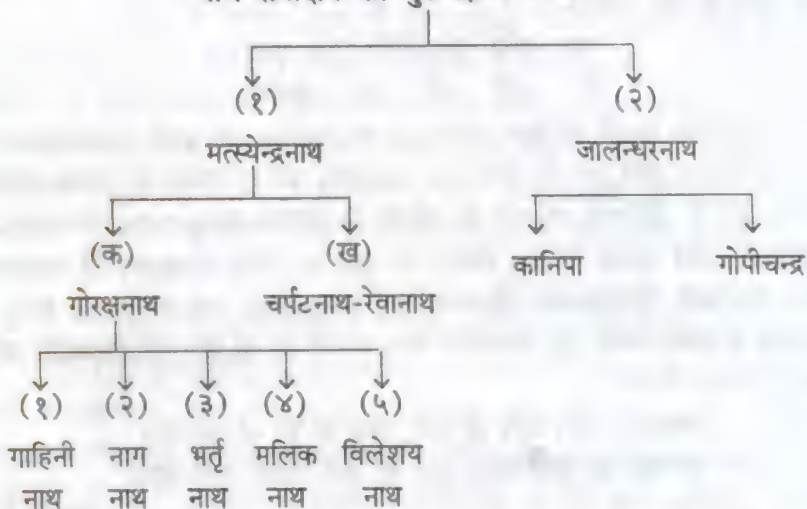 (१) (२)
मत्स्येन्द्रनाथ जालन्धरनाथ
(क) (ख) कानिपा गोपीचन्द्र
गोरक्षनाथ चर्पटनाथ-रेवानाथ
(१) (२) (३) (४) (५)
गाहिनी नाग भर्तृ मलिक विलेशय
नाथ नाथ नाथ नाथ नाथ